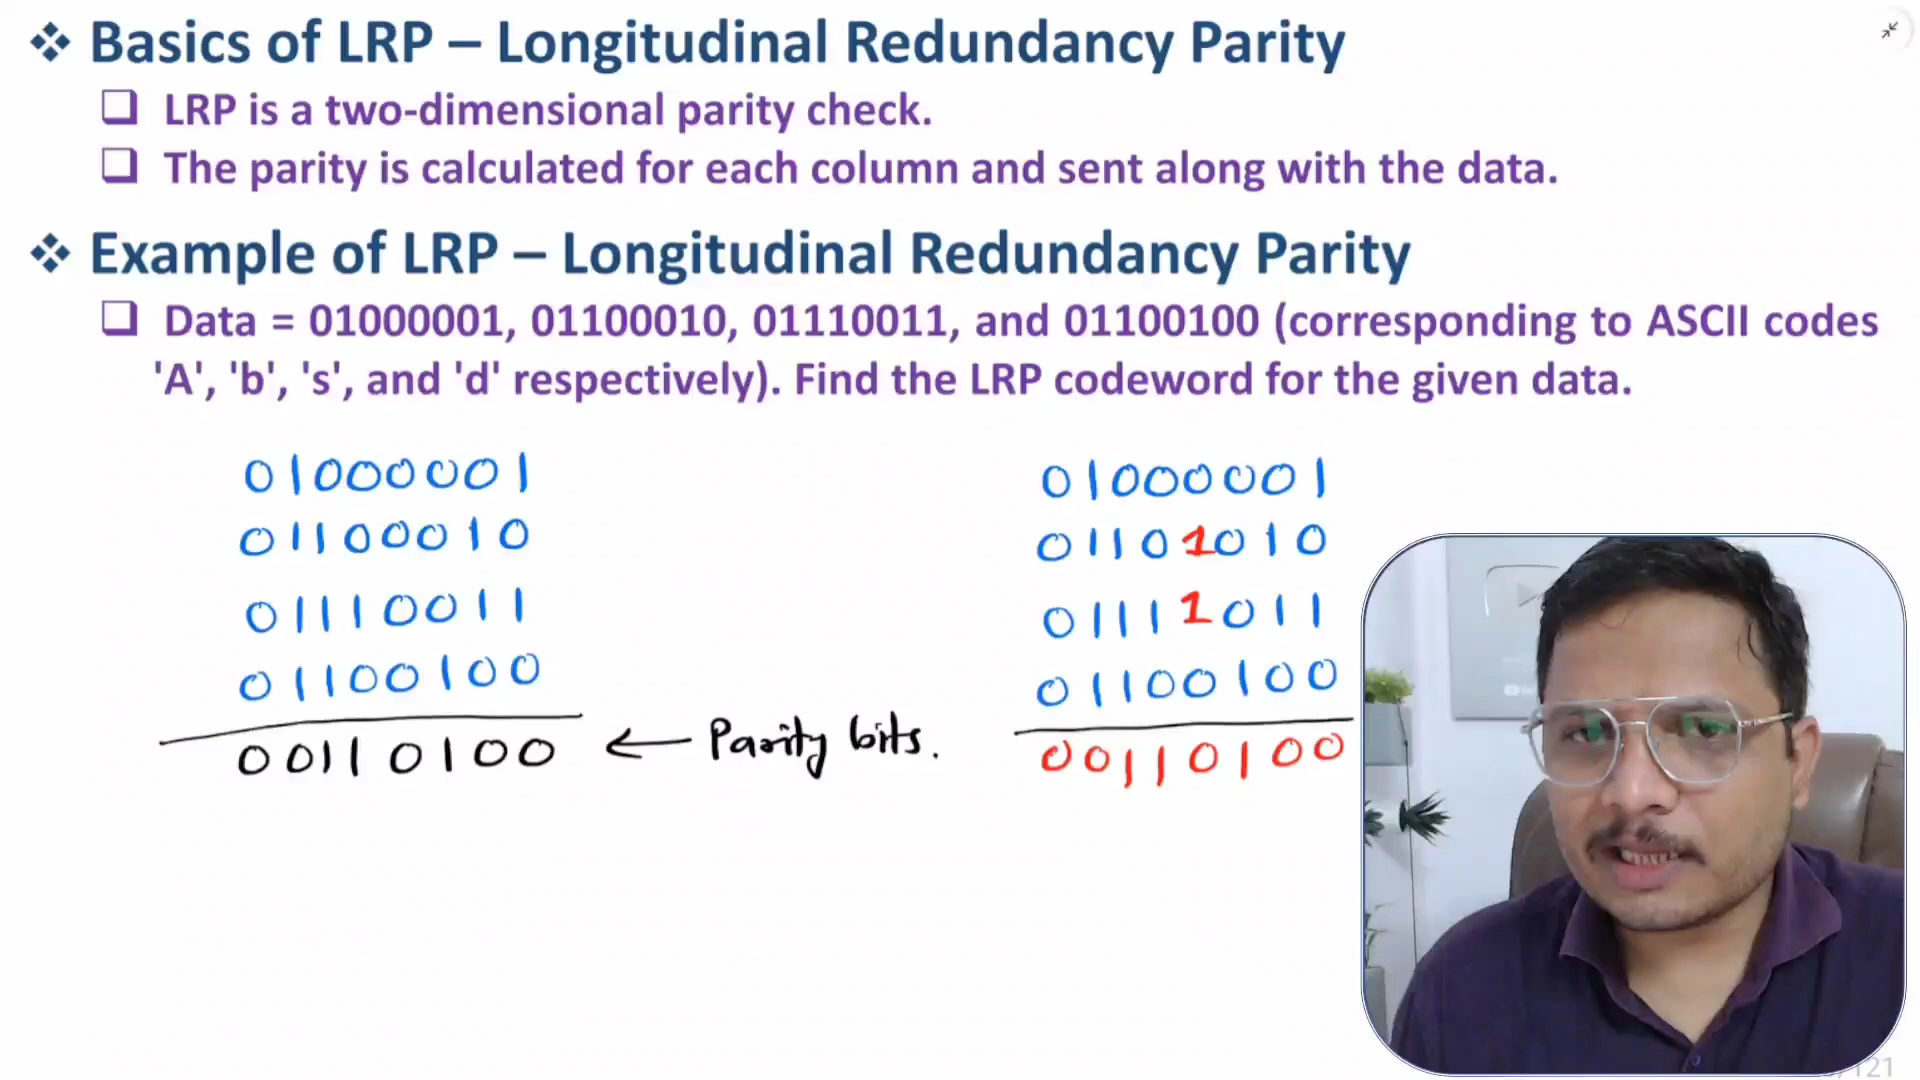 ❖ Basics of LRP – Longitudinal Redundancy Parity
❑ LRP is a two-dimensional parity check.
❑ The parity is calculated for each column and sent along with the data.
❖ Example of LRP – Longitudinal Redundancy Parity
❑ Data = 01000001, 01100010, 01110011, and 01100100 (corresponding to ASCII codes
'A', 'b', 's', and 'd' respectively). Find the LRP codeword for the given data.
01000001
01100010
01110011
01100100
00110100 ← Parity bits.
01000001
01101010
01111011
01100100
00110100
/121